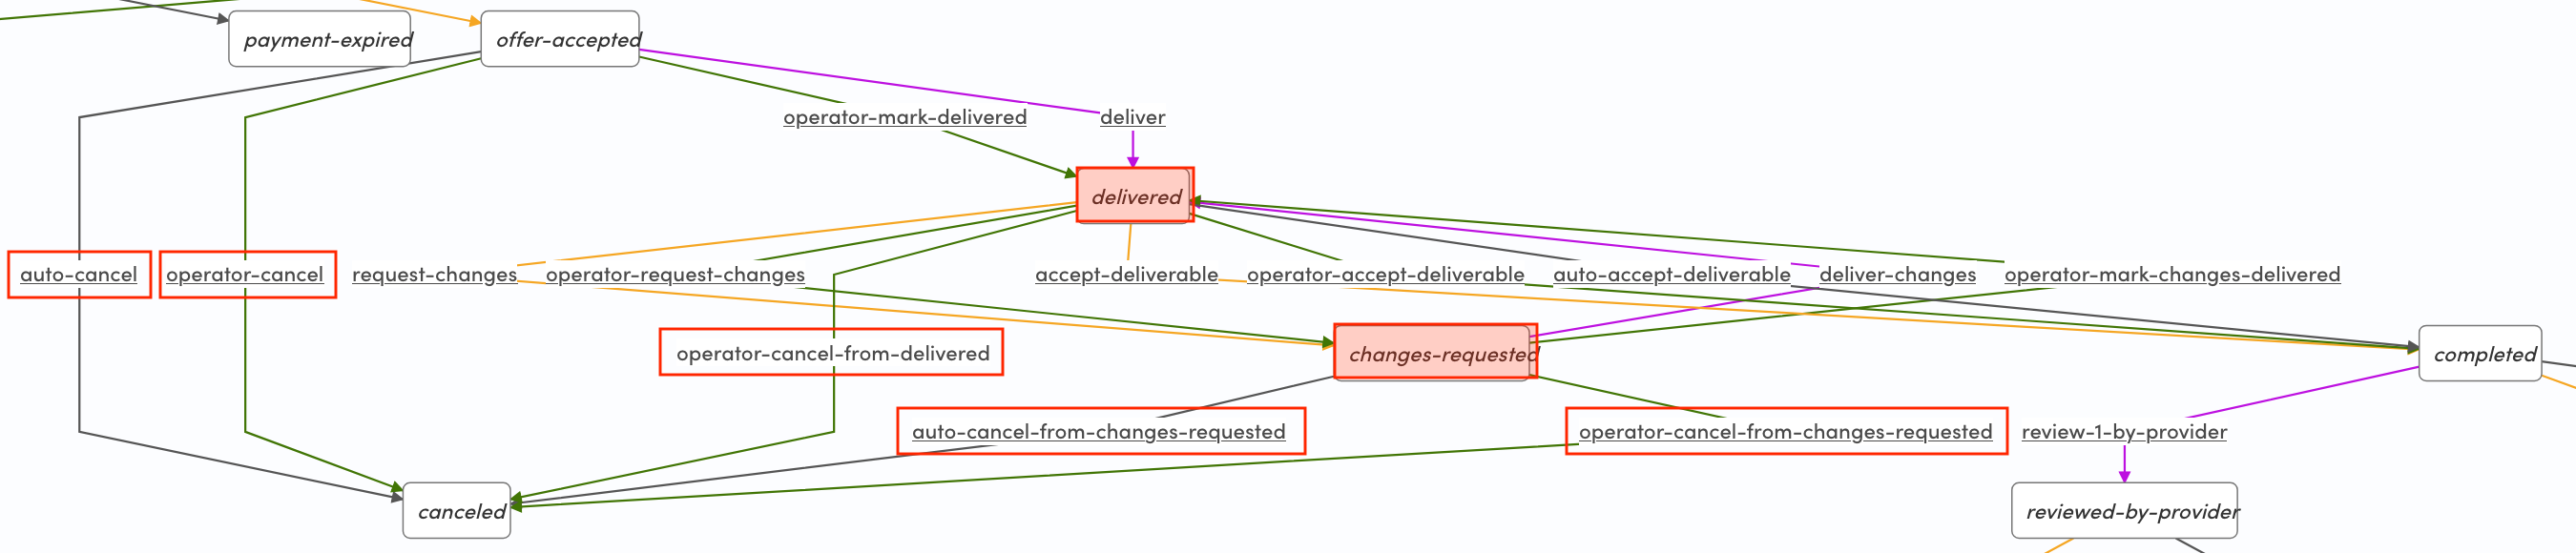 payment-expired
offer-accepted
operator-mark-delivered
deliver
delivered
auto-cancel
operator-cancel
request-changes
operator-request-changes
accept-deliverable
operator-accept-deliverable
auto-accept-deliverable
deliver-changes
operator-mark-changes-delivered
operator-cancel-from-delivered
changes-requested
completed
auto-cancel-from-changes-requested
operator-cancel-from-changes-requested
review-1-by-provider
canceled
reviewed-by-provider